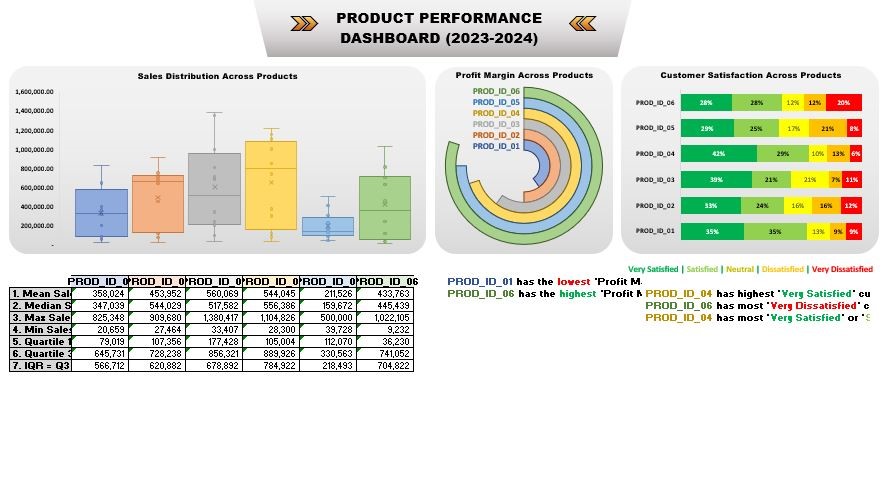 PRODUCT PERFORMANCE
DASHBOARD (2023-2024)
Sales Distribution Across Products
1,600,000.00
1,400,000.00
1,200,000.00
1,000,000.00
800,000.00
600,000.00
400,000.00
200,000.00
-
Profit Margin Across Products
PROD_ID_06
PROD_ID_05
PROD_ID_04
PROD_ID_03
PROD_ID_02
PROD_ID_01
Customer Satisfaction Across Products
PROD_ID_06 28% 28% 12% 12% 20%
PROD_ID_05 29% 25% 17% 21% 8%
PROD_ID_04 42% 29% 10% 13% 6%
PROD_ID_03 39% 21% 21% 7% 11%
PROD_ID_02 33% 24% 16% 16% 12%
PROD_ID_01 35% 35% 13% 9% 9%
Very Satisfied | Satisfied | Neutral | Dissatisfied | Very Dissatisfied
PROD_ID_0 PROD_ID_0 PROD_ID_0 PROD_ID_0 PROD_ID_0 PROD_ID_06
1. Mean Sal 358,024 453,952 560,069 544,045 211,526 433,763
2. Median S 347,039 544,029 517,582 556,386 159,672 445,439
3. Max Sale 825,348 909,680 1,380,417 1,104,826 500,000 1,022,105
4. Min Sales 20,659 27,464 33,407 28,300 39,728 9,232
5. Quartile 1 79,019 107,356 177,428 105,004 112,070 36,230
6. Quartile 3 645,731 728,238 856,321 889,926 330,563 741,052
7. IQR = Q3 566,712 620,882 678,892 784,922 218,493 704,822
PROD_ID_01 has the lowest 'Profit M
PROD_ID_06 has the highest 'Profit M
PROD_ID_04 has highest 'Very Satisfied' cu
PROD_ID_06 has most 'Very Dissatisfied' c
PROD_ID_04 has most 'Very Satisfied' or 'S